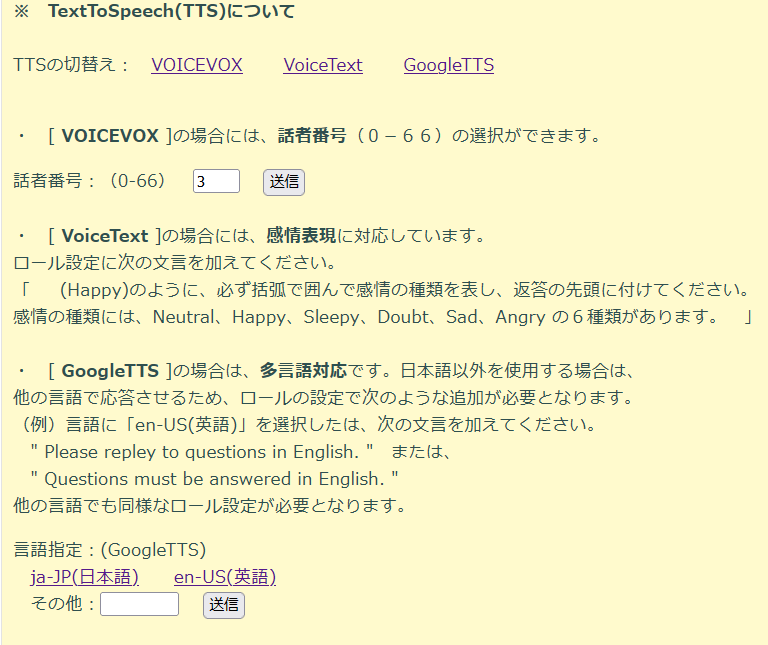 ※　TextToSpeech(TTS)について
TTSの切替え：　VOICEVOX　　VoiceText　　GoogleTTS
・　[ VOICEVOX ]の場合には、話者番号（０－６６）の選択ができます。
話者番号：（0-66）　3　送信
・　[ VoiceText ]の場合には、感情表現に対応しています。
ロール設定に次の文言を加えてください。
「　　(Happy)のように、必ず括弧で囲んで感情の種類を表し、返答の先頭に付けてください。
感情の種類には、Neutral、Happy、Sleepy、Doubt、Sad、Angry の６種類があります。　」
・　[ GoogleTTS ]の場合は、多言語対応です。日本語以外を使用する場合は、
他の言語で応答させるため、ロールの設定で次のような追加が必要となります。
（例）言語に「en-US(英語)」を選択したは、次の文言を加えてください。
" Please repley to questions in English. "　または、
" Questions must be answered in English. "
他の言語でも同様なロール設定が必要となります。
言語指定：(GoogleTTS)
ja-JP(日本語)　　en-US(英語)
その他：　送信